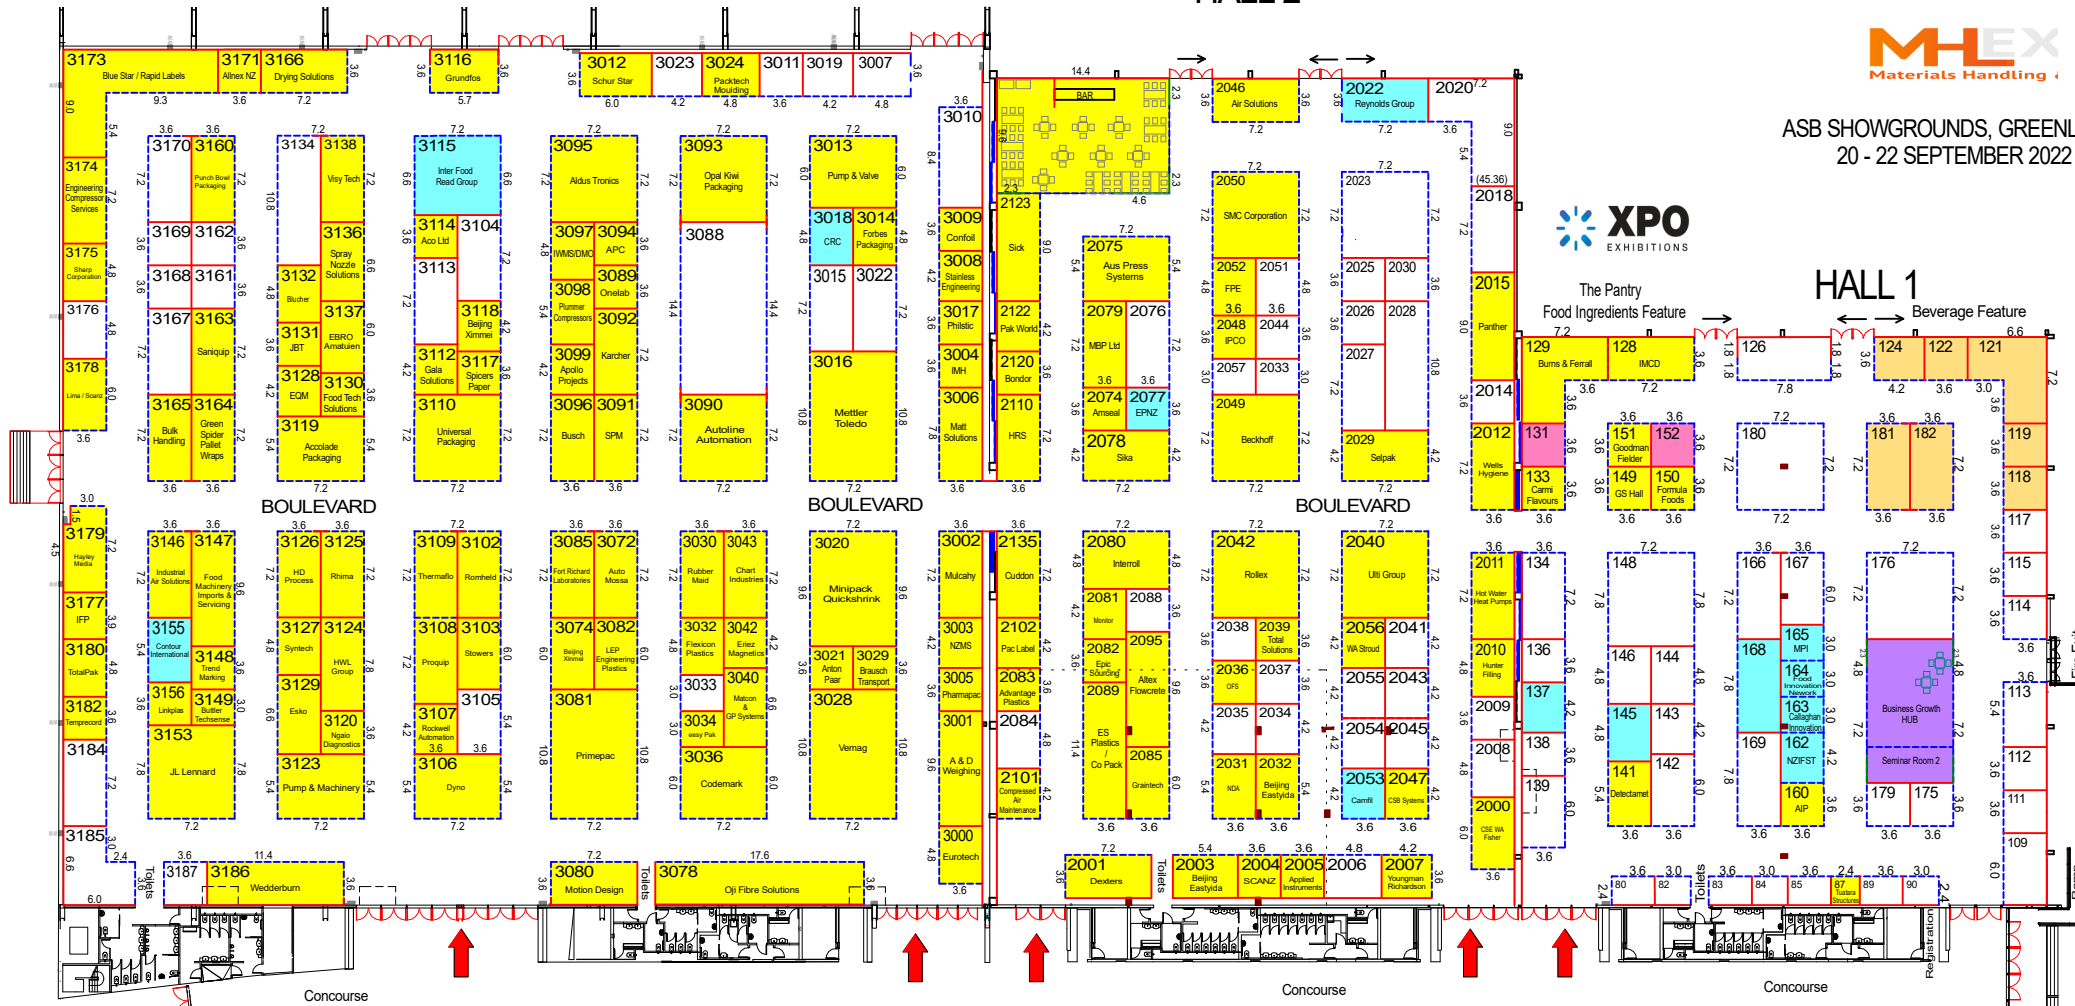 MHEX
Materials Handling &
ASB SHOWGROUNDS, GREENL
20 - 22 SEPTEMBER 2022
XPO
EXHIBITIONS
HALL 1
The Pantry
Food Ingredients Feature
Beverage Feature
3173
Blue Star / Rapid Labels
3171
Allnex NZ
3166
Drying Solutions
3116
Grundfos
3012
Schur Star
3023
3024
Packtech
Moulding
3011
3019
3007
3010
BAR
2046
Air Solutions
2022
Reynolds Group
2020
3174
Engineering
Compressor
Services
3175
Sharp
Corporation
3176
3178
Lima / Scanz
3170
3160
Punch Bowl
Packaging
3169
3162
3168
3161
3167
3163
Saniquip
3165
Bulk
Handling
3164
Green
Spider
Pallet
Wraps
3134
3138
Visy Tech
3136
Spray
Nozzle
Solutions
3132
Blucher
3137
EBRO
Amatuien
3131
JBT
3128
EQM
3130
Food Tech
Solutions
3119
Accolade
Packaging
3115
Inter Food
Read Group
3114
Aco Ltd
3104
3113
3118
Beijing
Ximmei
3112
Gala
Solutions
3117
Spicers
Paper
3110
Universal
Packaging
3095
Aldus Tronics
3097
IWMS/DMO
3094
APC
3089
Onelab
3098
Plummer
Compressors
3092
Karcher
3099
Apollo
Projects
3096
Busch
3091
SPM
3093
Opal Kiwi
Packaging
3088
3090
Autoline
Automation
3013
Pump & Valve
3018
CRC
3014
Forbes
Packaging
3015
3022
3016
Mettler
Toledo
3009
Confoil
3008
Stainless
Engineering
3017
Philstic
3004
IMH
3006
Matt
Solutions
2123
Sick
2122
Pak World
2120
Bondor
2110
HRS
2075
Aus Press
Systems
2079
MBP Ltd
2076
2074
Amseal
2077
EPNZ
2078
Sika
2050
SMC Corporation
2052
FPE
2051
2048
IPCO
2044
2057
2033
2049
Beckhoff
2023
2025
2030
2026
2028
2027
2029
Selpak
(45.36)
2018
2015
Panther
2014
2012
Wells
Hygiene
129
Burns & Ferrall
128
IMCD
126
124
122
121
131
133
Carmi
Flavours
151
Goodman
Fielder
152
149
GS Hall
150
Formula
Foods
180
181
182
119
118
117
115
114
BOULEVARD
BOULEVARD
BOULEVARD
3179
Hayley
Media
3177
IFP
3180
TotalPak
3182
Temprecord
3184
3185
3146
Industrial
Air Solutions
3147
Food
Machinery
Imports &
Servicing
3155
Contour
International
3148
Trend
Marking
3156
Linkplas
3149
Buttler
Techsense
3153
JL Lennard
3126
HD
Process
3125
Rhima
3127
Syntech
3124
HWL
Group
3129
Esko
3120
Ngaio
Diagnostics
3123
Pump & Machinery
3109
Thermaflo
3102
Romheld
3108
Proquip
3103
Stowers
3107
Rockwell
Automation
3105
3106
Dyno
3085
Fort Richard
Laboratories
3072
Auto
Mossa
3074
Beijing
Xinmei
3082
LEP
Engineering
Plastics
3081
Primepac
3030
Rubber
Maid
3043
Chart
Industries
3032
Flexicon
Plastics
3042
Eriez
Magnetics
3033
3040
Matcon
&
GP Systems
3034
eesy Pak
3036
Codemark
3020
Minipack
Quickshrink
3021
Anton
Paar
3029
Brausch
Transport
3028
Vemag
3002
Mulcahy
3003
NZMS
3005
Pharmapac
3001
A & D
Weighing
3000
Eurotech
2135
Cuddon
2102
Pac Label
2083
Advantage
Plastics
2084
2101
Compressed
Air
Maintenance
2080
Interroll
2081
Monitor
2088
2082
Epic
Sourcing
2095
Altex
Flowcrete
2089
ES
Plastics
/
Co Pack
2085
Graintech
2042
Rollex
2038
2039
Total
Solutions
2036
OFS
2037
2035
2034
2031
NDA
2032
Beijing
Eastyida
2040
Ulti Group
2056
WA Stroud
2041
2055
2043
2054
2045
2053
Camfil
2047
CSB Systems
2011
Hot Water
Heat Pumps
2010
Hunter
Filling
2009
2008
2000
CSE WA
Fisher
134
136
137
138
139
148
146
144
145
143
141
Detectamet
142
166
167
165
MPI
168
164
Food
Innovation
Nework
163
Callaghan
Innovation
169
162
NZIFST
160
AIP
176
Business Growth
HUB
Seminar Room 2
179
175
113
112
111
109
3187
3186
Wedderburn
3080
Motion Design
Toilets
3078
Oji Fibre Solutions
2001
Dexters
Toilets
2003
Beijing
Eastyida
2004
SCANZ
2005
Applied
Instruments
2006
2007
Youngman
Richardson
80
82
Toilets
83
84
85
87
Tuatara
Structures
89
90
Registration
Toilets
Concourse
Concourse
Concourse